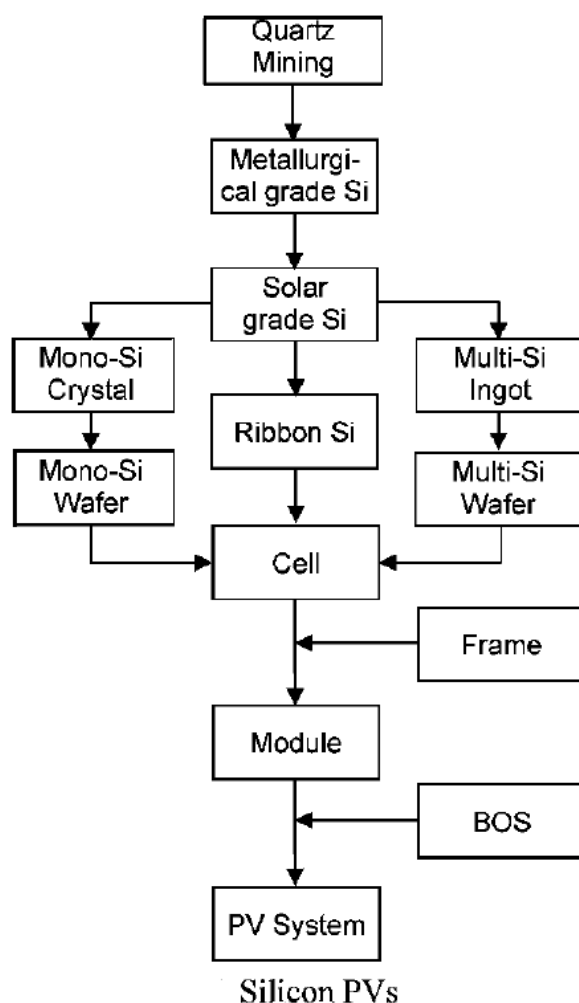 Quartz
Mining
Metallurgi-
cal grade Si
Solar
grade Si
Mono-Si
Crystal
Multi-Si
Ingot
Ribbon Si
Mono-Si
Wafer
Multi-Si
Wafer
Cell
Frame
Module
BOS
PV System
Silicon PVs